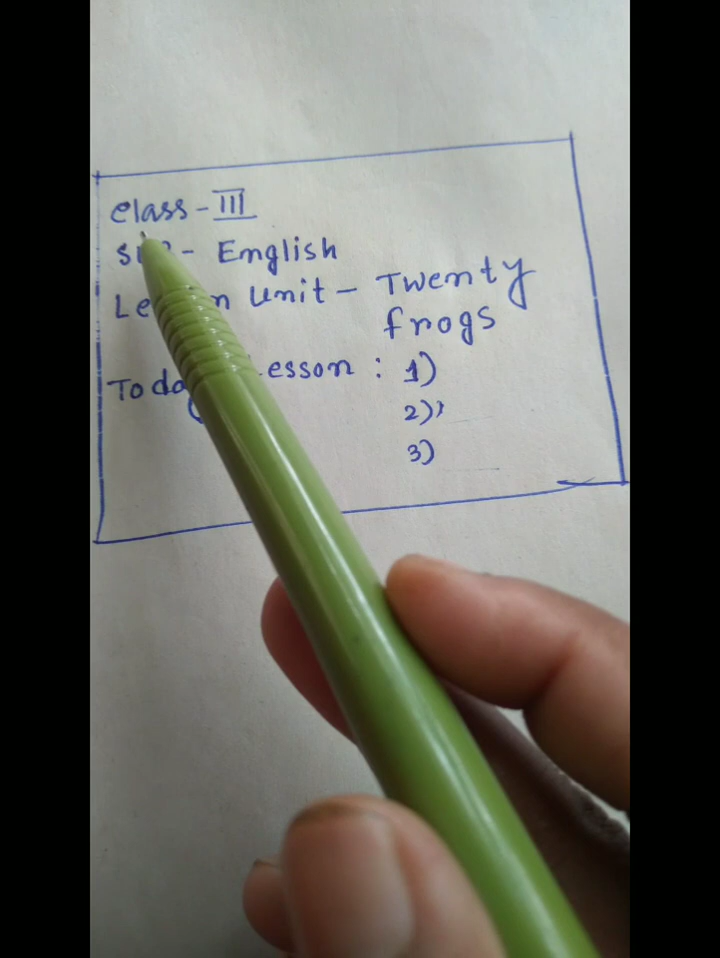 class - III
- English
Unit - Twenty
frogs
esson : 1)
2)
3)